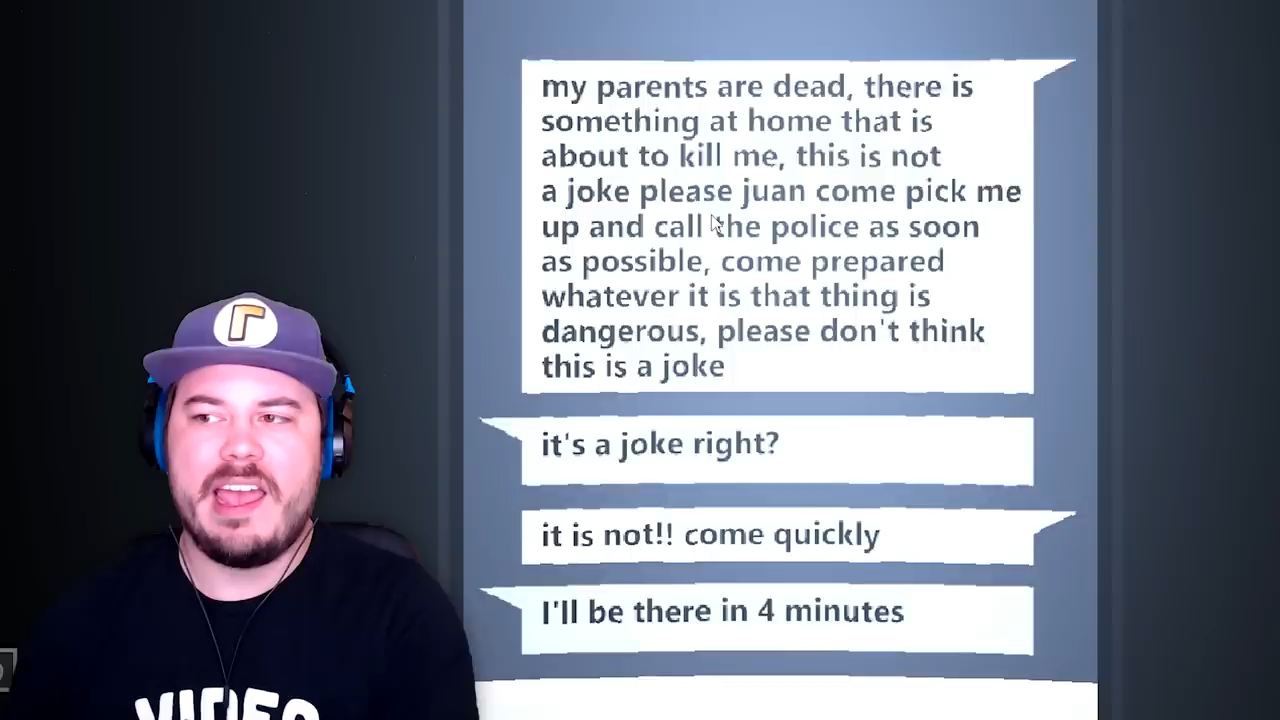 my parents are dead, there is
something at home that is
about to kill me, this is not
a joke please juan come pick me
up and call the police as soon
as possible, come prepared
whatever it is that thing is
dangerous, please don't think
this is a joke
it's a joke right?
it is not!! come quickly
I'll be there in 4 minutes
VIDEO